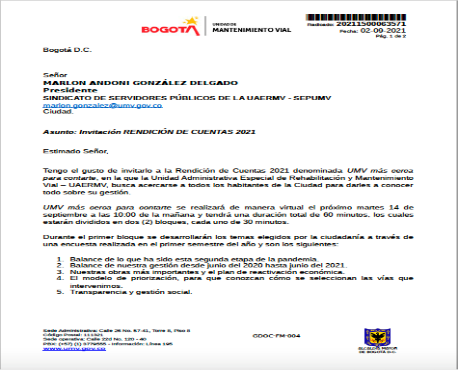 BOGOTÁ
UNIDAD DE
MANTENIMIENTO VIAL
Radicado: 20211500063571
Fecha: 02-09-2021
Pág. 1 de 2
Bogotá D.C.
Señor
MARLON ANDONI GONZÁLEZ DELGADO
Presidente
SINDICATO DE SERVIDORES PÚBLICOS DE LA UAERMV - SEPUMV
marlon.gonzalez@umv.gov.co
Ciudad.
Asunto: Invitación RENDICIÓN DE CUENTAS 2021
Estimado Señor,
Tengo el gusto de invitarlo a la Rendición de Cuentas 2021 denominada UMV más cerca
para contarte, en la que la Unidad Administrativa Especial de Rehabilitación y Mantenimiento
Vial – UAERMV, busca acercarse a todos los habitantes de la Ciudad para darles a conocer
todo sobre su gestión.
UMV más cerca para contarte se realizará de manera virtual el próximo martes 14 de
septiembre a las 10:00 de la mañana y tendrá una duración total de 60 minutos, los cuales
estarán divididos en dos (2) bloques, cada uno de 30 minutos.
Durante el primer bloque se desarrollarán los temas elegidos por la ciudadanía a través de
una encuesta realizada en el primer semestre del año y son los siguientes:
1. Balance de lo que ha sido esta segunda etapa de la pandemia.
2. Balance de nuestra gestión desde junio del 2020 hasta junio del 2021.
3. Nuestras obras más importantes y el plan de reactivación económica.
4. El modelo de priorización, para que conozcan cómo se seleccionan las vías que
intervenimos.
5. Transparencia y gestión social.
Sede Administrativa: Calle 26 No. 57-41, Torre 8, Piso 8
Código Postal: 111321
Sede operativa: Calle 22d No. 120 - 40
PBX: (+57) (1) 3779555 - Información: Línea 195
www.umv.gov.co
GDOC-FM-004
ALCALDÍA MAYOR
DE BOGOTÁ D.C.